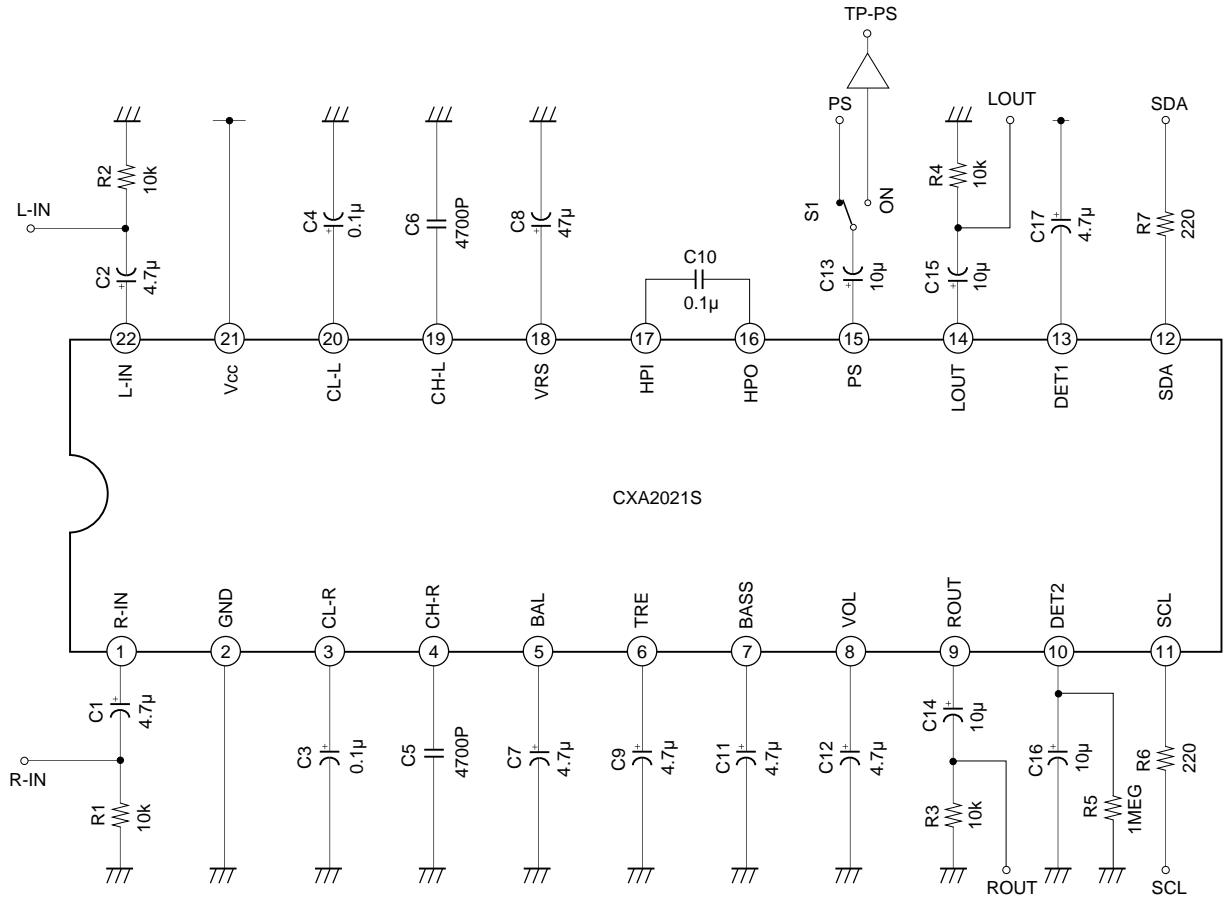 TP-PS
PS
LOUT
SDA
R2
10k
L-IN
C2
4.7µ
+
C4
0.1µ
+
C6
4700P
C8
47µ
+
C10
0.1µ
S1
ON
C13
10µ
+
R4
10k
C15
10µ
+
C17
4.7µ
+
R7
220
22
21
20
19
18
17
16
15
14
13
12
L-IN
Vcc
CL-L
CH-L
VRS
HPI
HPO
PS
LOUT
DET1
SDA
CXA2021S
R-IN
GND
CL-R
CH-R
BAL
TRE
BASS
VOL
ROUT
DET2
SCL
1
2
3
4
5
6
7
8
9
10
11
C1
4.7µ
+
R-IN
R1
10k
C3
0.1µ
+
C5
4700P
C7
4.7µ
+
C9
4.7µ
+
C11
4.7µ
+
C12
4.7µ
+
C14
10µ
+
R3
10k
C16
10µ
+
R5
1MEG
R6
220
ROUT
SCL